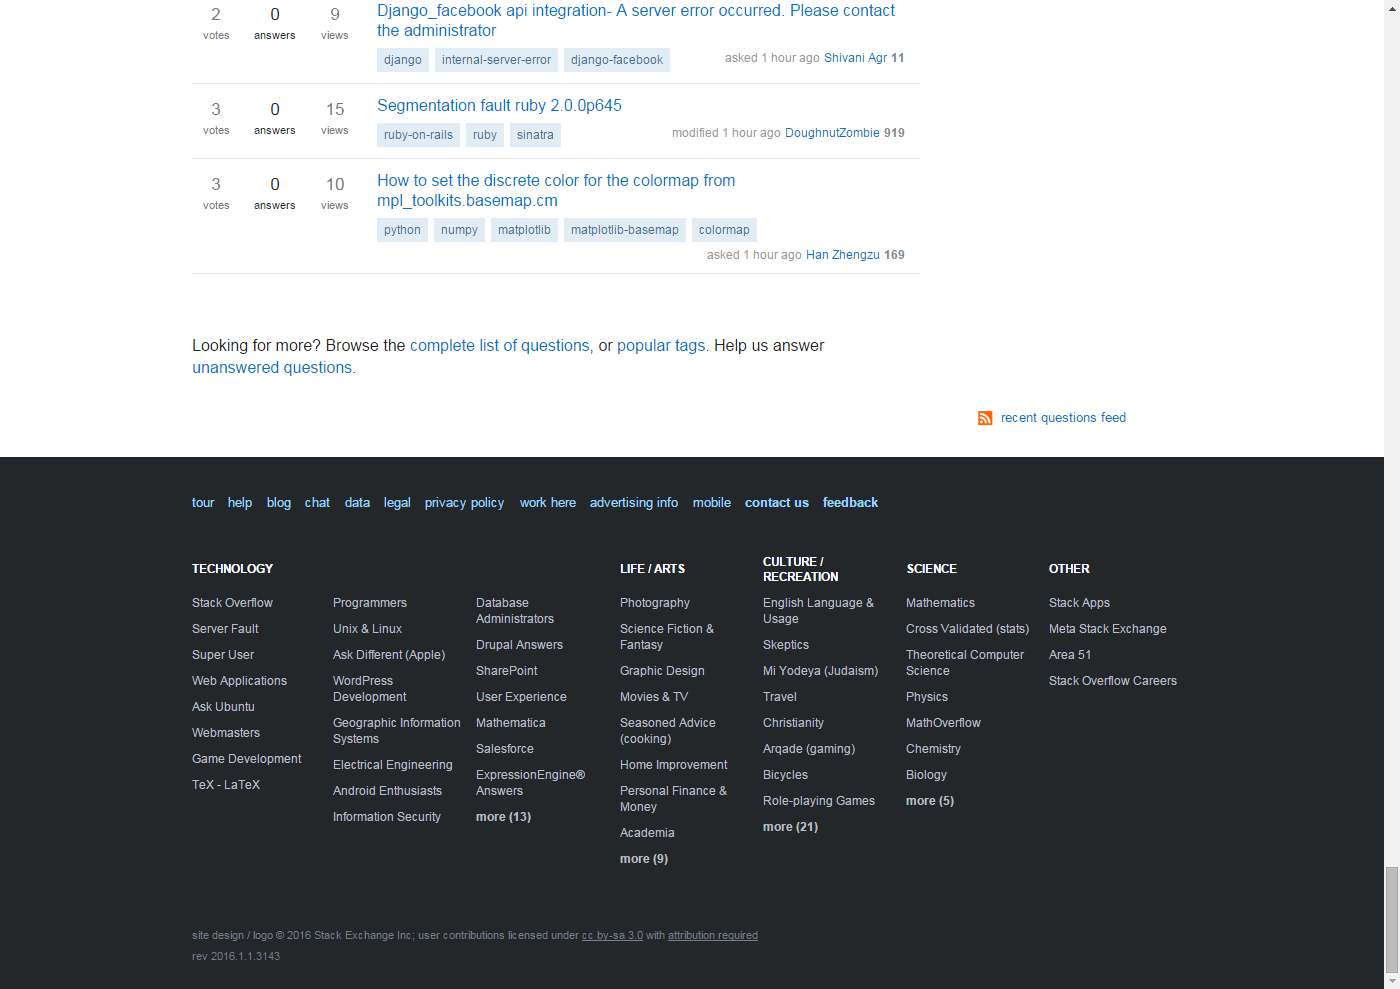 2 0 9 Django_facebook api integration- A server error occurred. Please contact
votes answers views the administrator
django internal-server-error django-facebook asked 1 hour ago Shivani Agr 11
3 0 15 Segmentation fault ruby 2.0.0p645
votes answers views
ruby-on-rails ruby sinatra modified 1 hour ago DoughnutZombie 919
3 0 10 How to set the discrete color for the colormap from
votes answers views mpl_toolkits.basemap.cm
python numpy matplotlib matplotlib-basemap colormap
asked 1 hour ago Han Zhengzu 169
Looking for more? Browse the complete list of questions, or popular tags. Help us answer
unanswered questions.
recent questions feed
tour help blog chat data legal privacy policy work here advertising info mobile contact us feedback
TECHNOLOGY
Stack Overflow
Server Fault
Super User
Web Applications
Ask Ubuntu
Webmasters
Game Development
TeX - LaTeX
Programmers
Unix & Linux
Ask Different (Apple)
WordPress
Development
Geographic Information
Systems
Electrical Engineering
Android Enthusiasts
Information Security
Database
Administrators
Drupal Answers
SharePoint
User Experience
Mathematica
Salesforce
ExpressionEngine®
Answers
more (13)
LIFE / ARTS
Photography
Science Fiction &
Fantasy
Graphic Design
Movies & TV
Seasoned Advice
(cooking)
Home Improvement
Personal Finance &
Money
Academia
more (9)
CULTURE /
RECREATION
English Language &
Usage
Skeptics
Mi Yodeya (Judaism)
Travel
Christianity
Arqade (gaming)
Bicycles
Role-playing Games
more (21)
SCIENCE
Mathematics
Cross Validated (stats)
Theoretical Computer
Science
Physics
MathOverflow
Chemistry
Biology
more (5)
OTHER
Stack Apps
Meta Stack Exchange
Area 51
Stack Overflow Careers
site design / logo © 2016 Stack Exchange Inc; user contributions licensed under cc by-sa 3.0 with attribution required
rev 2016.1.1.3143